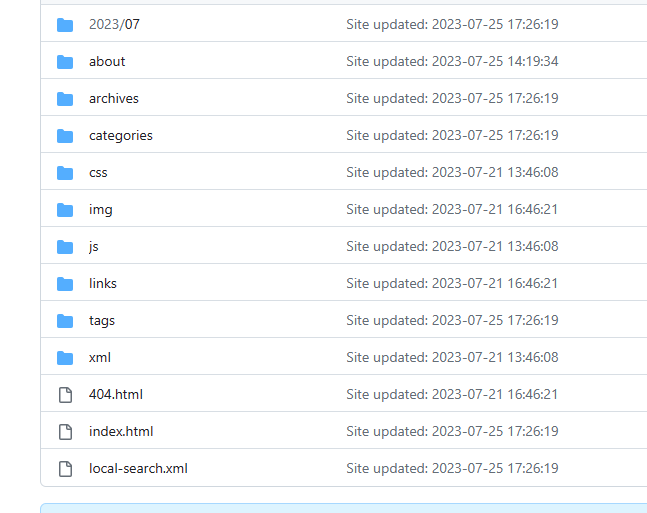 2023/07 Site updated: 2023-07-25 17:26:19
about Site updated: 2023-07-25 14:19:34
archives Site updated: 2023-07-25 17:26:19
categories Site updated: 2023-07-25 17:26:19
css Site updated: 2023-07-21 13:46:08
img Site updated: 2023-07-21 16:46:21
js Site updated: 2023-07-21 13:46:08
links Site updated: 2023-07-21 16:46:21
tags Site updated: 2023-07-25 17:26:19
xml Site updated: 2023-07-21 13:46:08
404.html Site updated: 2023-07-21 16:46:21
index.html Site updated: 2023-07-25 17:26:19
local-search.xml Site updated: 2023-07-25 17:26:19